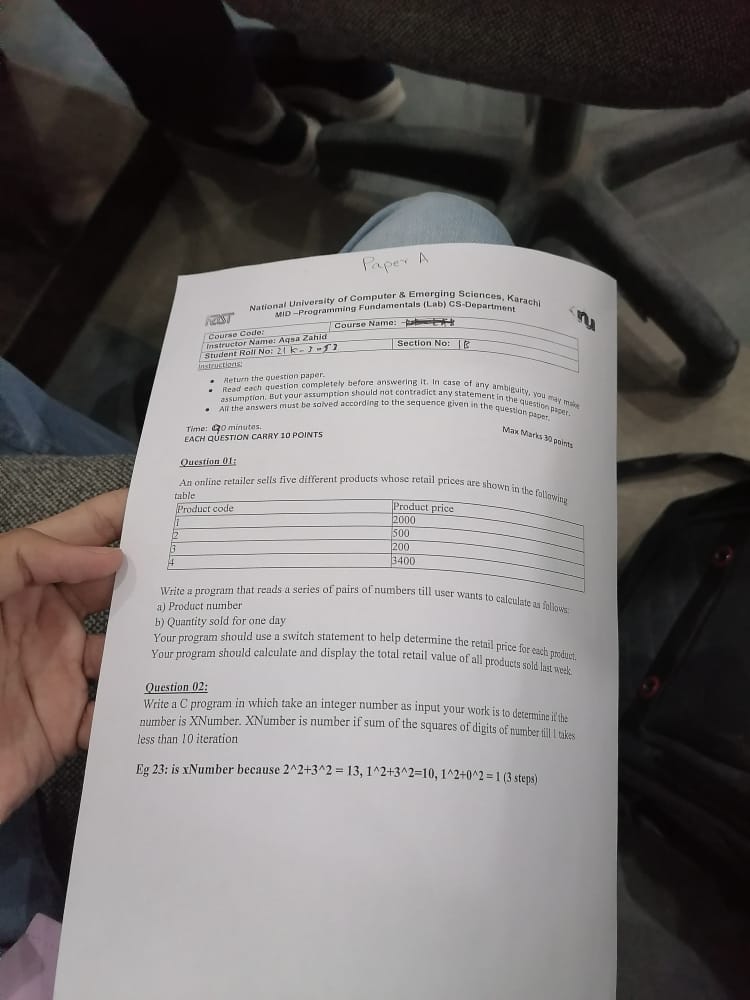 Paper A
FAST
National University of Computer & Emerging Sciences, Karachi
nu
MID –Programming Fundamentals (Lab) CS-Department
Course Code:
Course Name:
Instructor Name: Aqsa Zahid
Student Roll No: 21K-3
Section No: 1B
Instructions:
• Return the question paper.
• Read each question completely before answering it. In case of any ambiguity, you may make
assumption. But your assumption should not contradict any statement in the question paper.
• All the answers must be solved according to the sequence given in the question paper.
Time: 90 minutes.
Max Marks 30 points
EACH QUESTION CARRY 10 POINTS
Question 01:
An online retailer sells five different products whose retail prices are shown in the following
table
Product code Product price
1 2000
2 500
3 200
4 3400
Write a program that reads a series of pairs of numbers till user wants to calculate as follows:
a) Product number
b) Quantity sold for one day
Your program should use a switch statement to help determine the retail price for each product.
Your program should calculate and display the total retail value of all products sold last week.
Question 02:
Write a C program in which take an integer number as input your work is to determine if the
number is XNumber. XNumber is number if sum of the squares of digits of number till 1 takes
less than 10 iteration
Eg 23: is xNumber because 2^2+3^2 = 13, 1^2+3^2=10, 1^2+0^2 = 1 (3 steps)